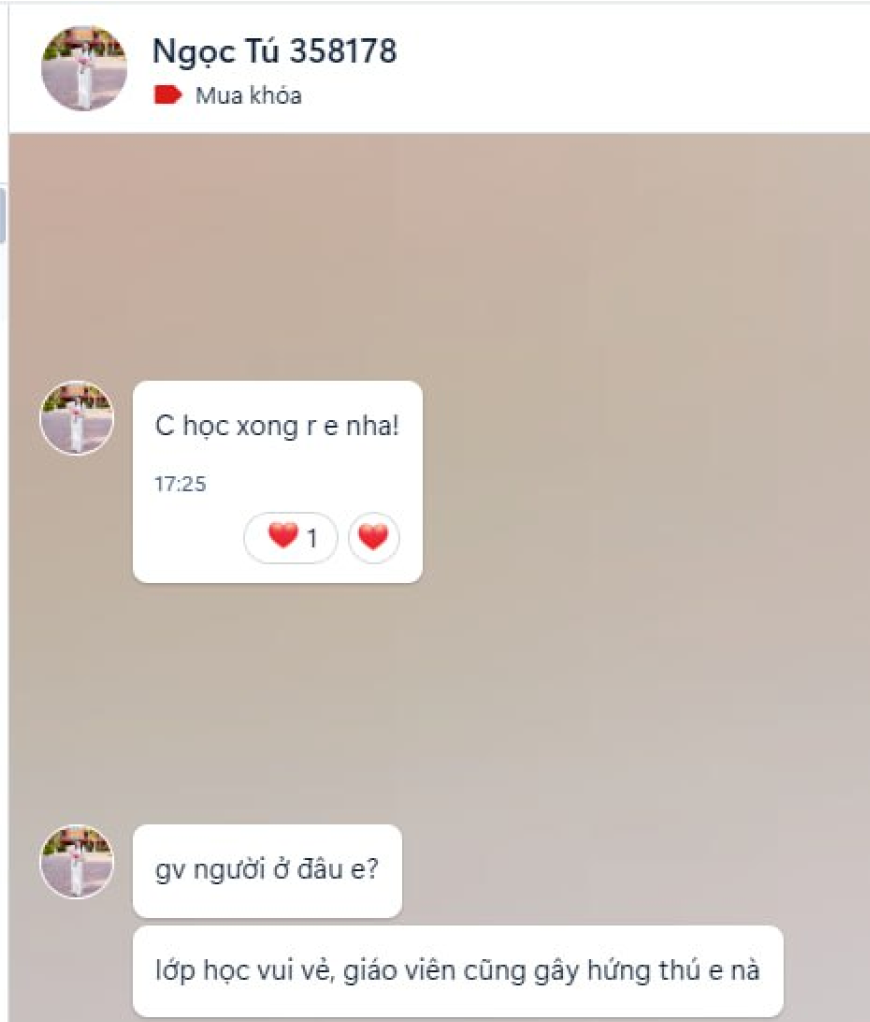 Ngọc Tú 358178
Mua khóa
C học xong r e nha!
17:25
1
gv người ở đâu e?
lớp học vui vẻ, giáo viên cũng gây hứng thú e nà